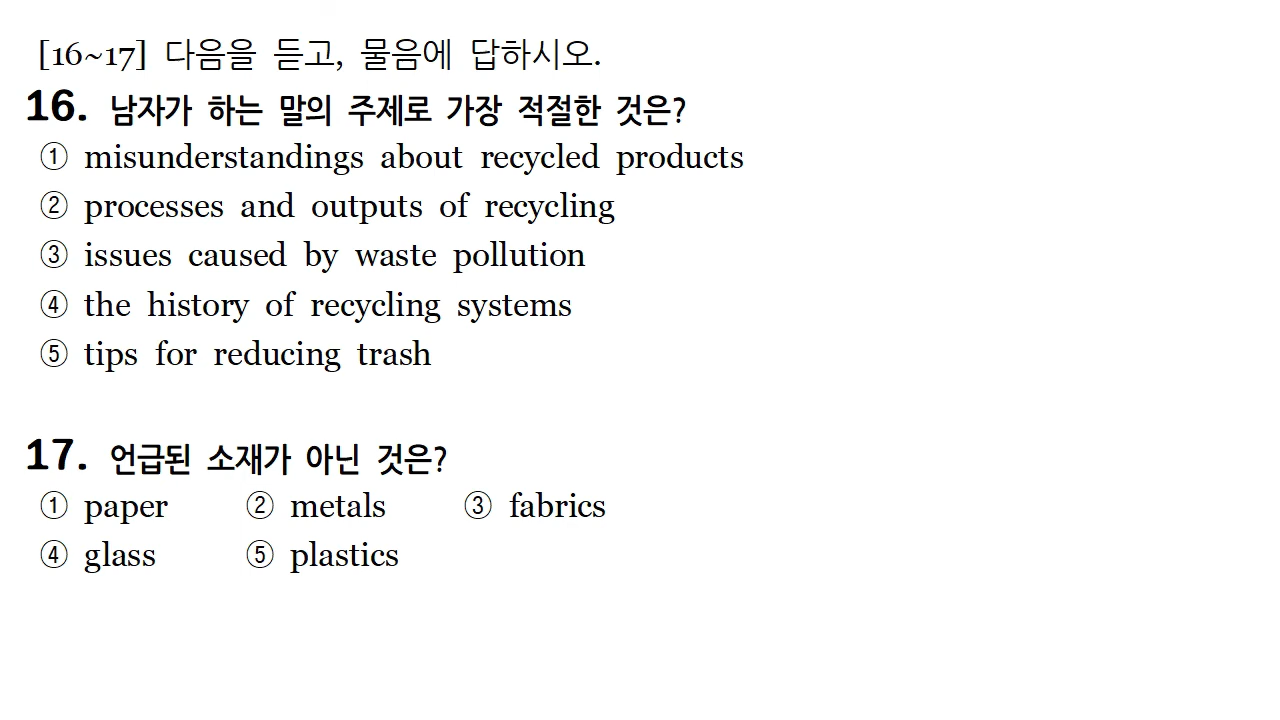 [16~17] 다음을 듣고, 물음에 답하시오.
16. 남자가 하는 말의 주제로 가장 적절한 것은?
① misunderstandings about recycled products
② processes and outputs of recycling
③ issues caused by waste pollution
④ the history of recycling systems
⑤ tips for reducing trash
17. 언급된 소재가 아닌 것은?
① paper ② metals ③ fabrics
④ glass ⑤ plastics